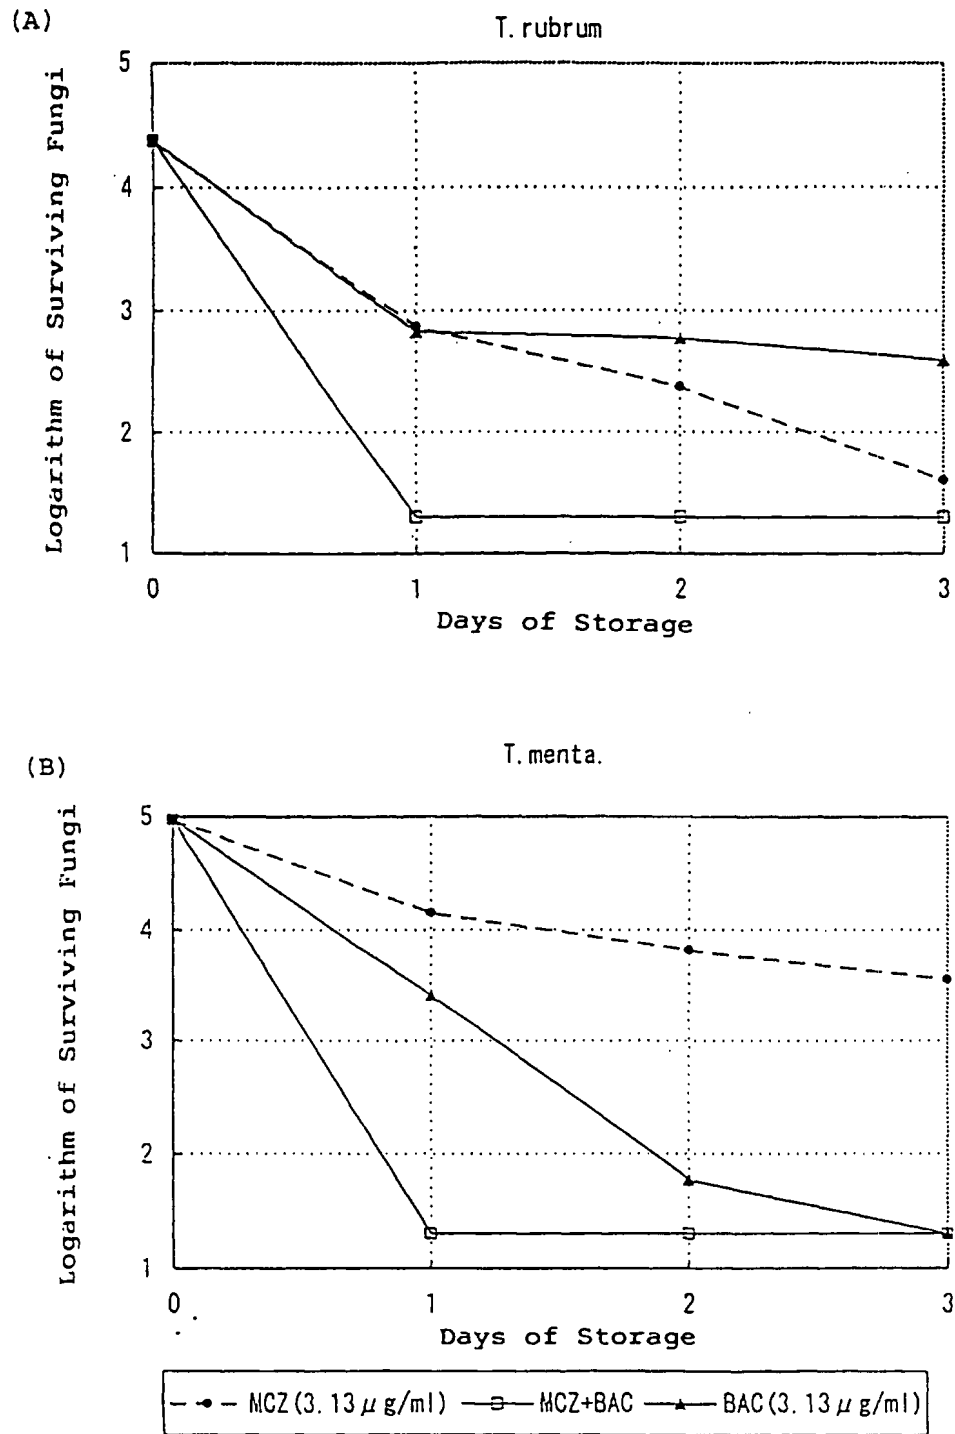 (A)
T. rubrum
Logarithm of Surviving Fungi
5
4
3
2
1
0 1 2 3
Days of Storage
(B)
T. menta.
Logarithm of Surviving Fungi
5
4
3
2
1
0 1 2 3
Days of Storage
MCZ (3. 13 μg/ml) MCZ+BAC BAC (3. 13 μg/ml)